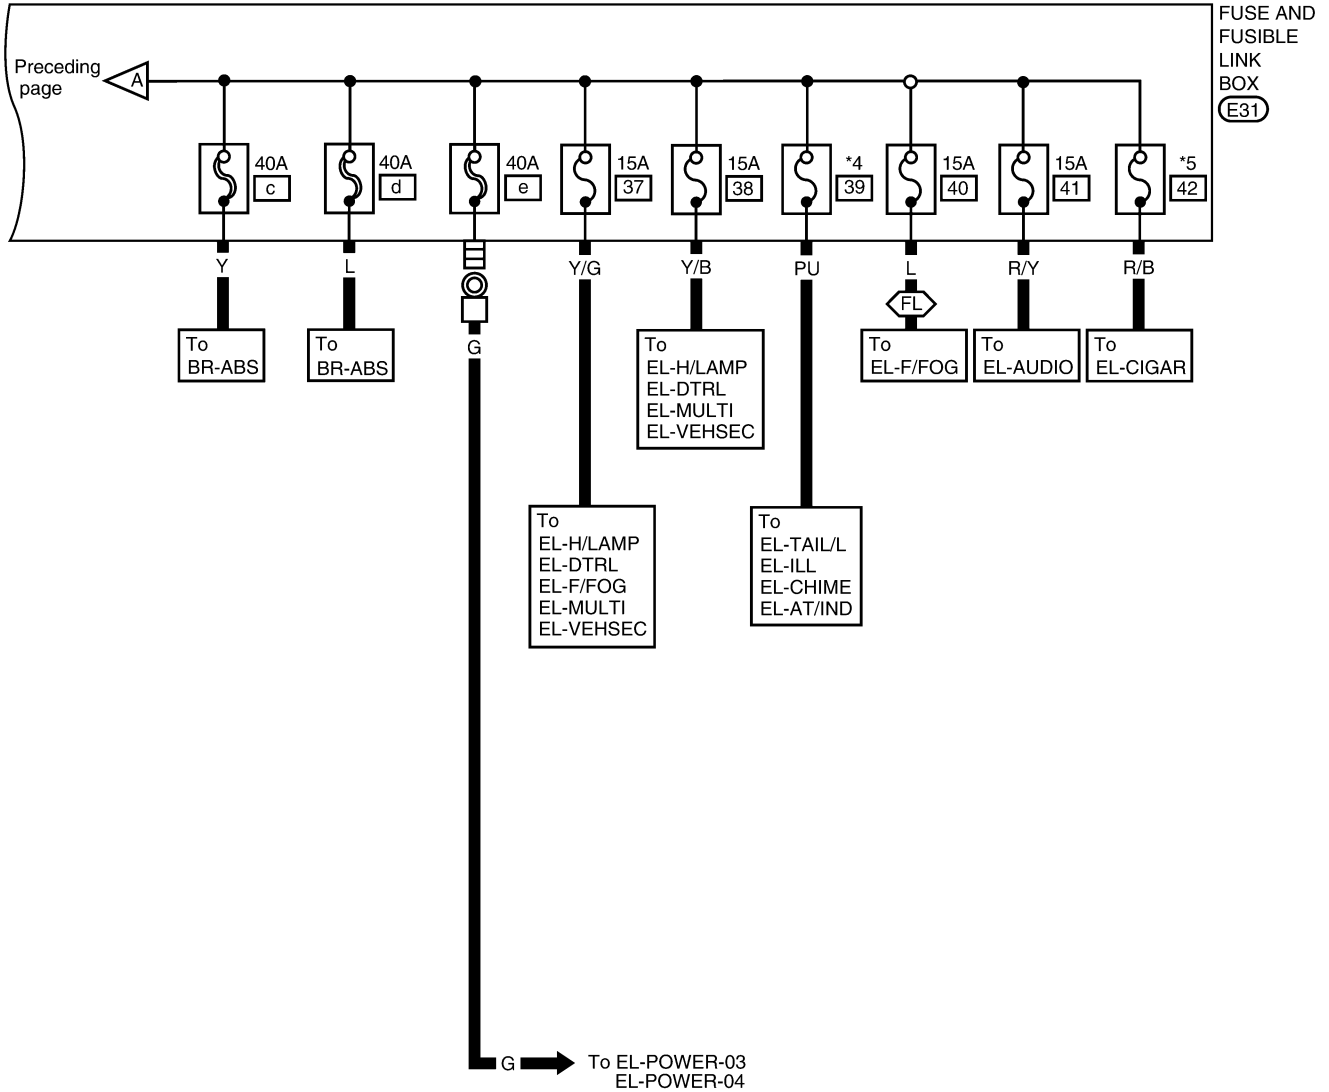 FUSE AND
FUSIBLE
LINK
BOX
E31
Preceding
page
A
40A
c
40A
d
40A
e
15A
37
15A
38
*4
39
15A
40
15A
41
*5
42
Y
L
Y/G
Y/B
PU
L
R/Y
R/B
FL
G
To
BR-ABS
To
BR-ABS
To
EL-H/LAMP
EL-DTRL
EL-MULTI
EL-VEHSEC
To
EL-F/FOG
To
EL-AUDIO
To
EL-CIGAR
To
EL-H/LAMP
EL-DTRL
EL-F/FOG
EL-MULTI
EL-VEHSEC
To
EL-TAIL/L
EL-ILL
EL-CHIME
EL-AT/IND
G
To EL-POWER-03
EL-POWER-04